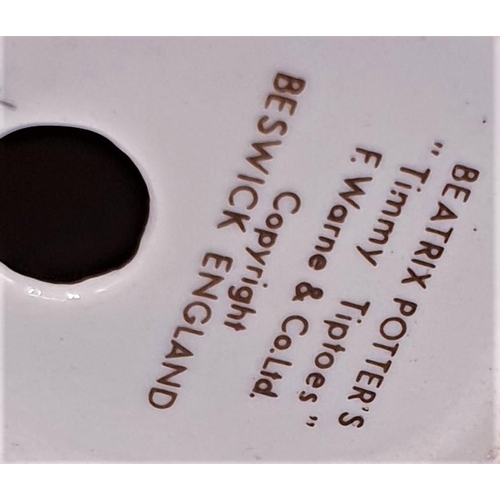 BEATRIX POTTER'S
"Timmy Tiptoes"
F. Warne & Co. Ltd.
Copyright
BESWICK ENGLAND